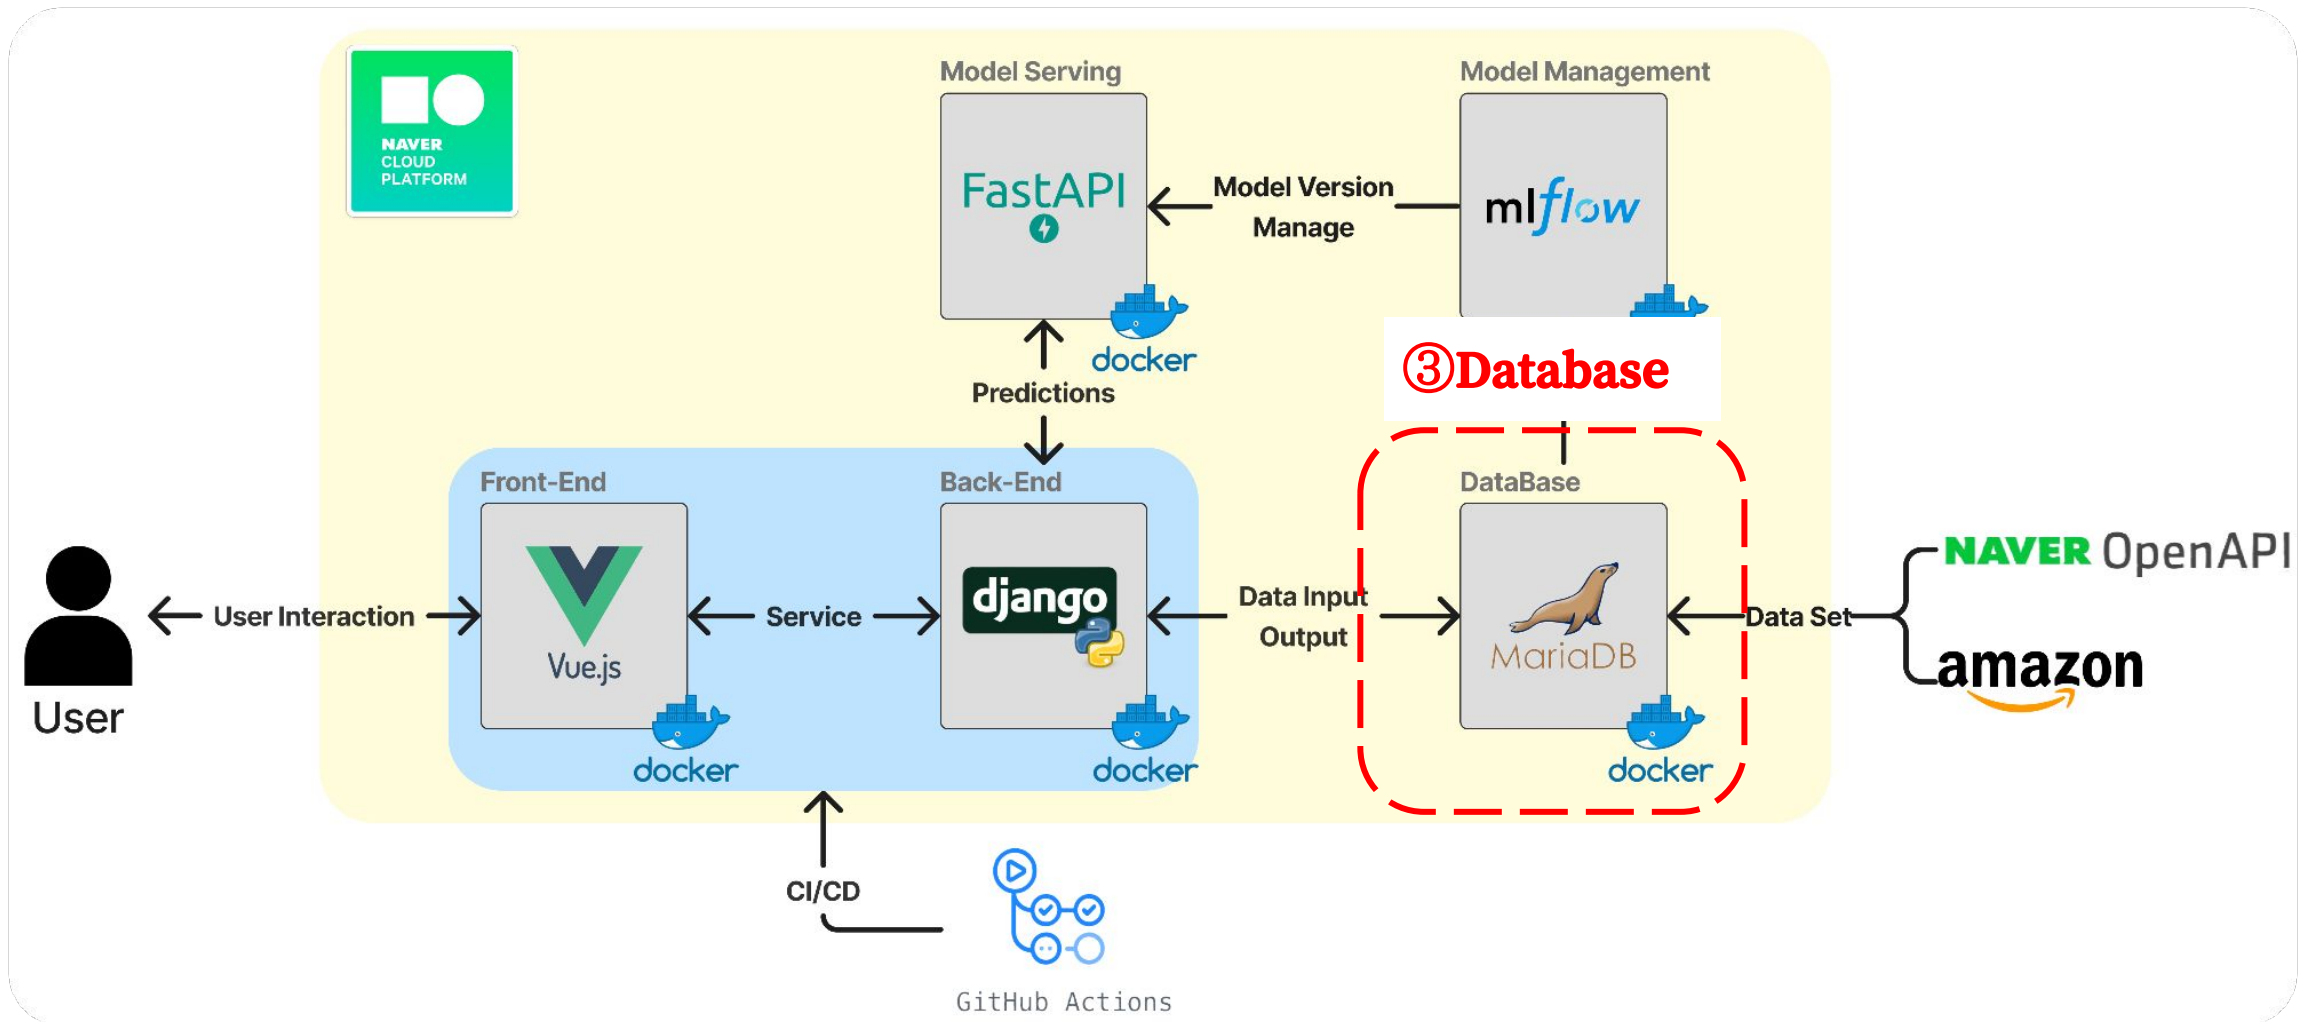 NAVER
CLOUD
PLATFORM
Model Serving
FastAPI
docker
Model Version
Manage
Model Management
mlflow
③Database
Predictions
Front-End
Vue.js
docker
Back-End
django
docker
DataBase
MariaDB
docker
User
User Interaction
Service
Data Input
Output
Data Set
NAVER OpenAPI
amazon
CI/CD
GitHub Actions